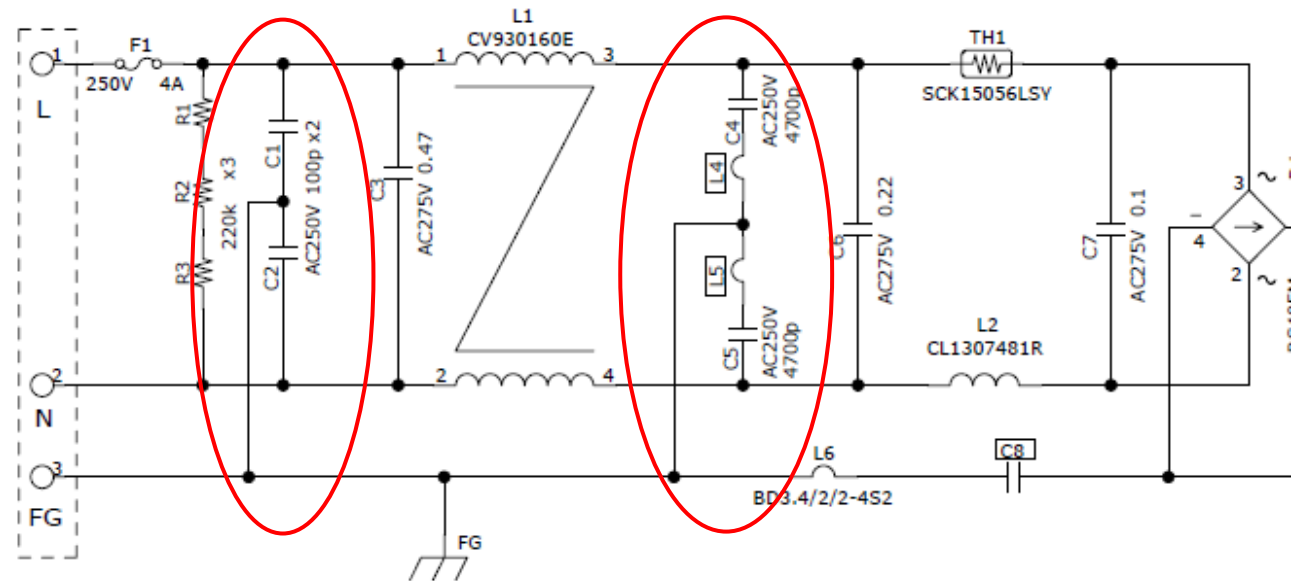 L1
CV930160E
F1
1
250V
4A
L
1
3
TH1
SCK15056LSY
R1
R2
R3
220k x3
C1
C2
AC250V 100p x2
C3
AC275V 0.47
C4
AC250V
4700p
L4
L5
C5
AC250V
4700p
C6
AC275V 0.22
C7
AC275V 0.1
3
~
-
4
2
~
L2
CL1307481R
2
N
2
4
3
FG
FG
L6
BD3.4/2/2-4S2
C8